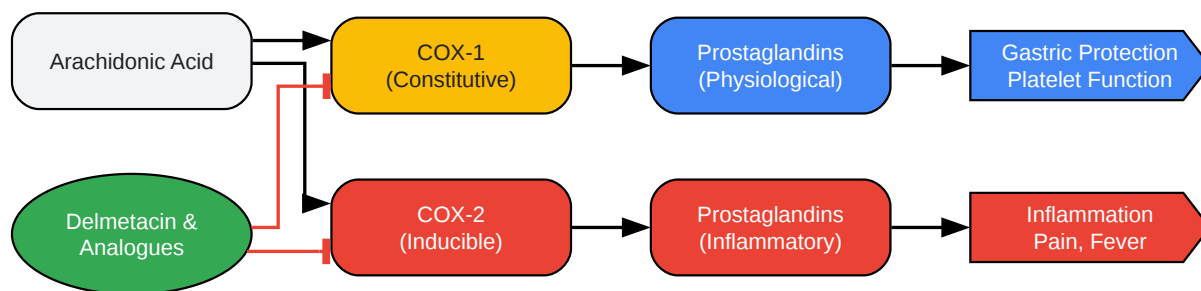 Arachidonic Acid
COX-1
(Constitutive)
Prostaglandins
(Physiological)
Gastric Protection
Platelet Function
Delmetacin &
Analogues
COX-2
(Inducible)
Prostaglandins
(Inflammatory)
Inflammation
Pain, Fever